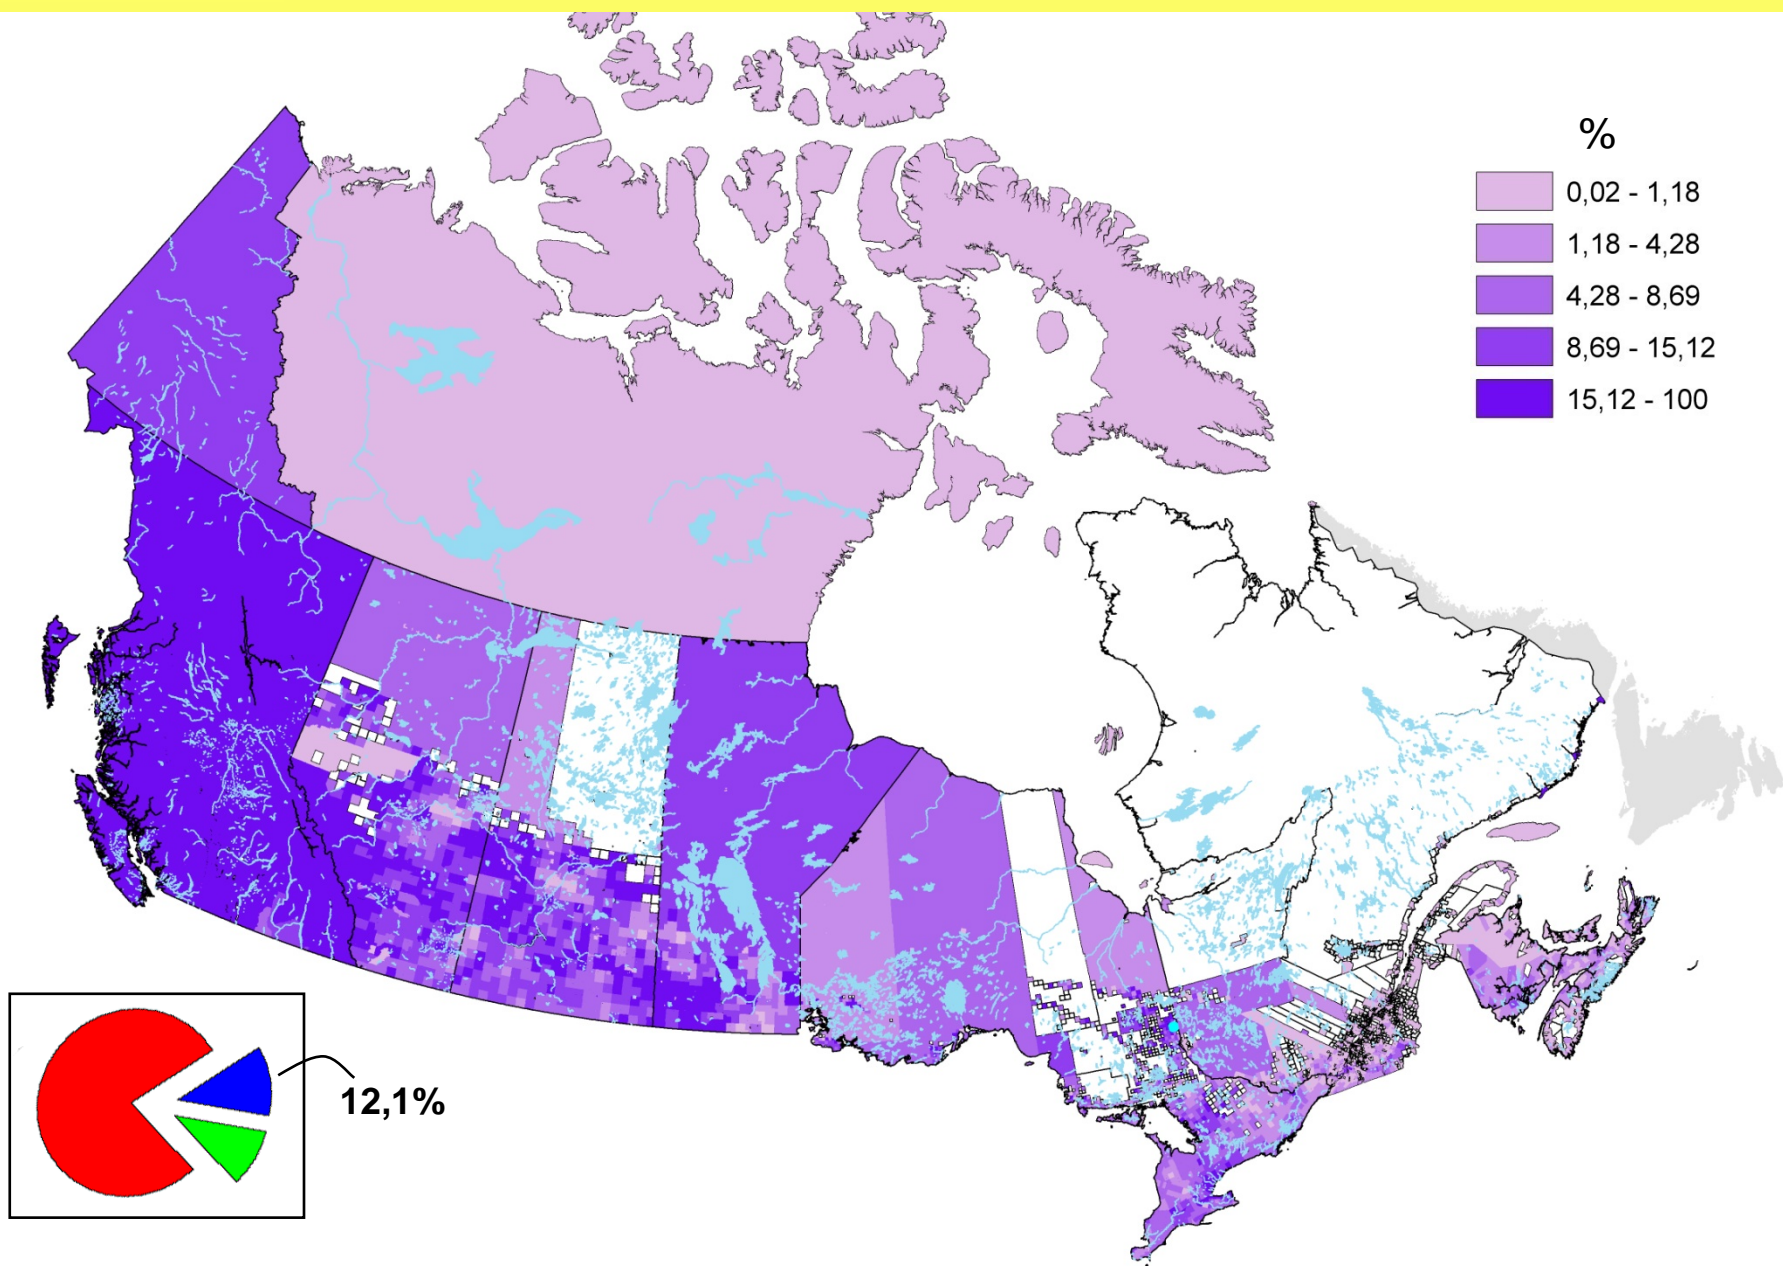 %
0,02 - 1,18
1,18 - 4,28
4,28 - 8,69
8,69 - 15,12
15,12 - 100
12,1%